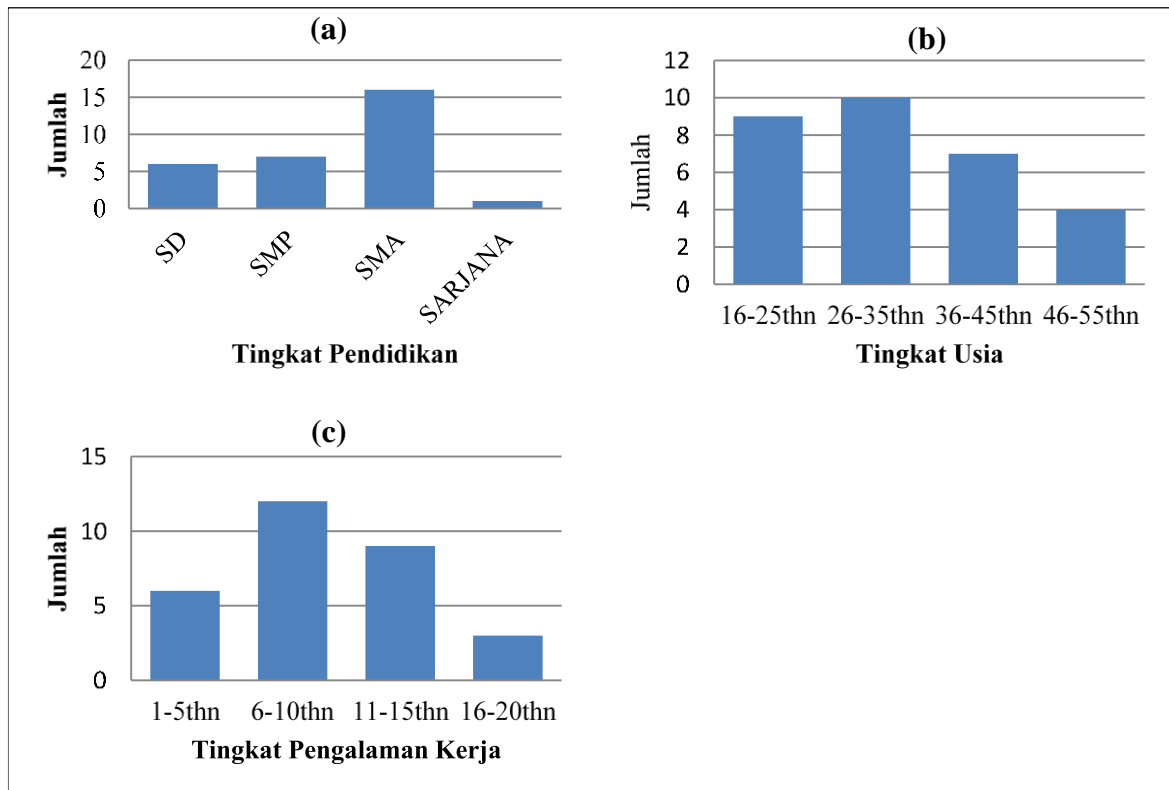 (a)
20
15
10
5
0
Jumlah
SD
SMP
SMA
SARJANA
Tingkat Pendidikan
(b)
12
10
8
6
4
2
0
Jumlah
16-25thn 26-35thn 36-45thn 46-55thn
Tingkat Usia
(c)
15
10
5
0
Jumlah
1-5thn 6-10thn 11-15thn 16-20thn
Tingkat Pengalaman Kerja